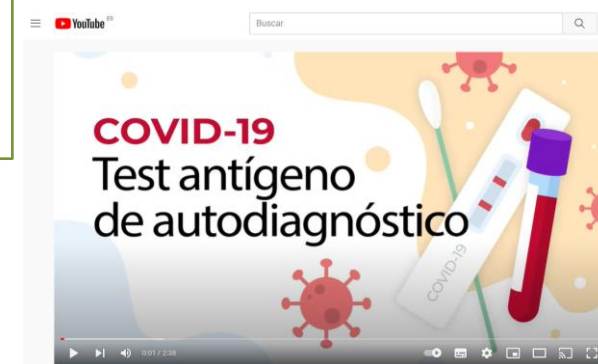 YouTube ES
Buscar
COVID-19
Test antígeno
de autodiagnóstico
COVID-19
0:01 / 2:38